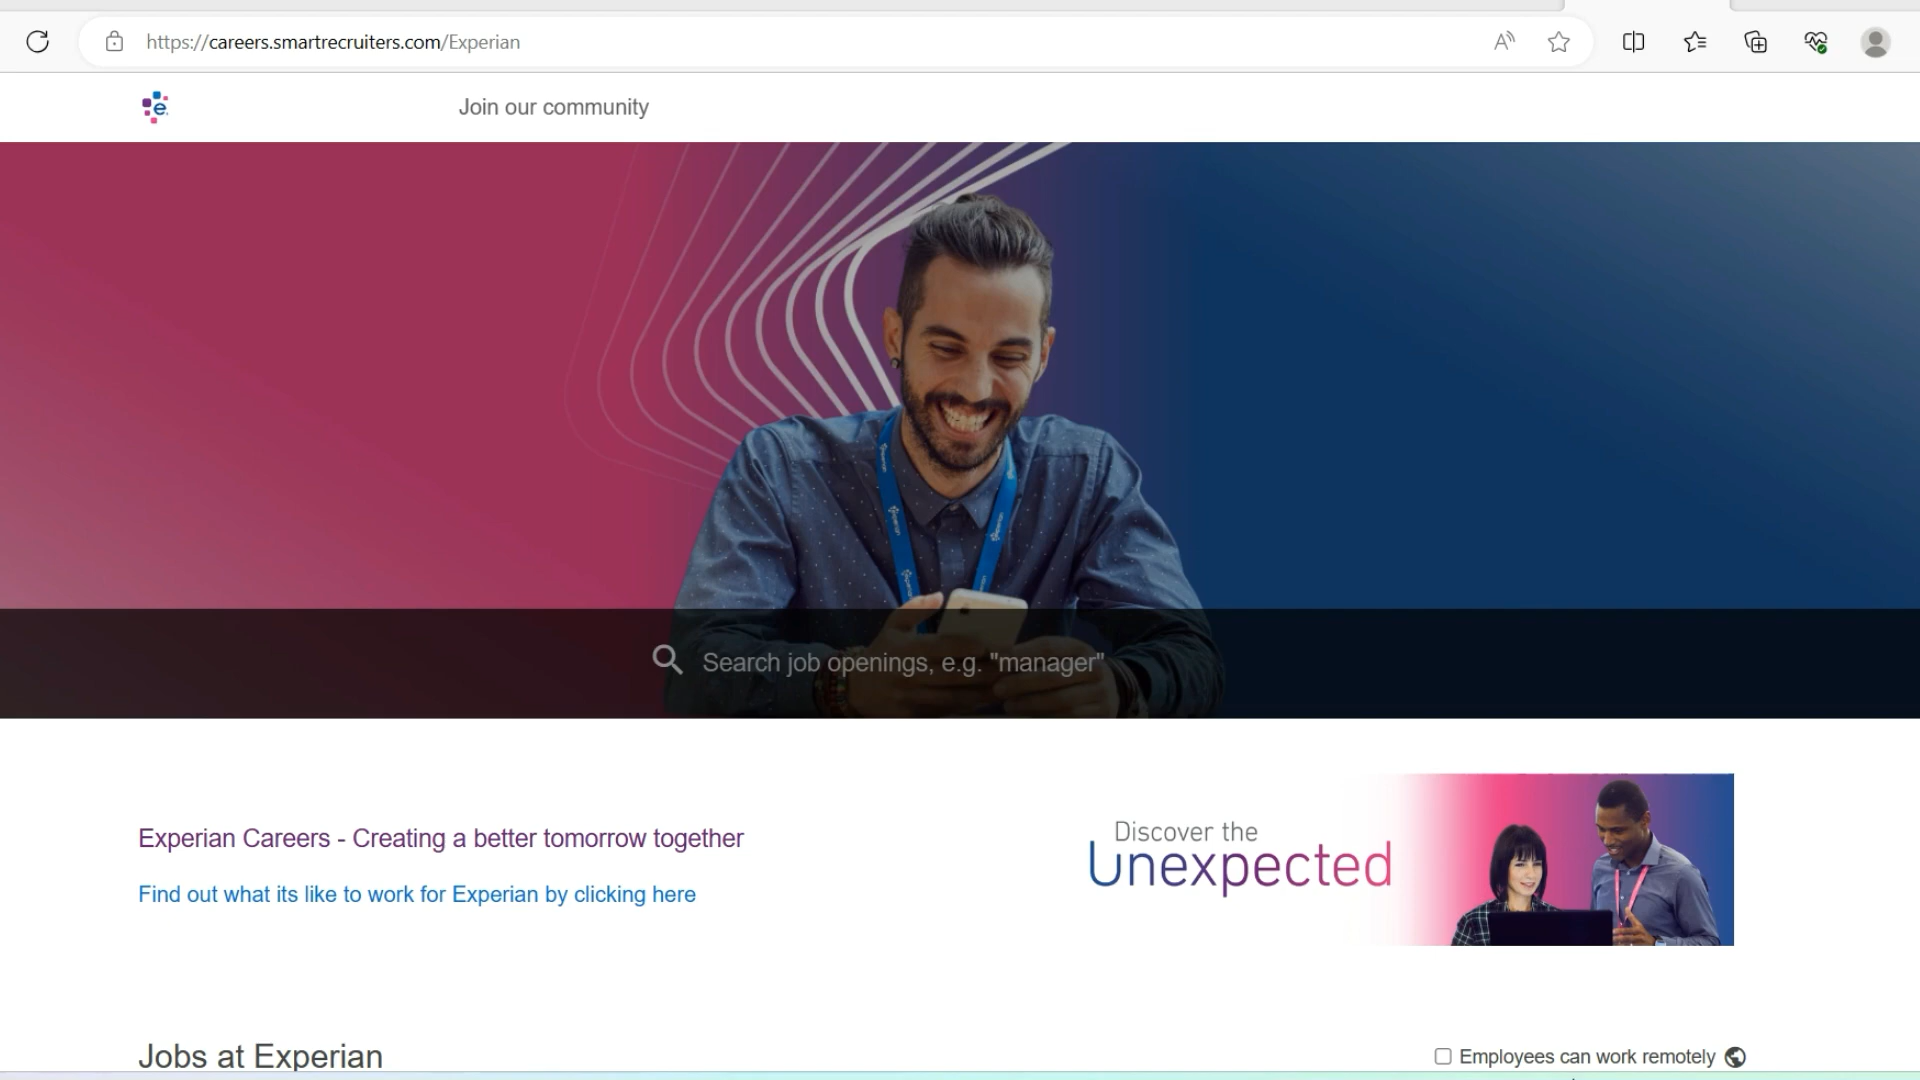 https://careers.smartrecruiters.com/Experian
e.
Join our community
Search job openings, e.g. "manager"
Experian Careers - Creating a better tomorrow together
Find out what its like to work for Experian by clicking here
Discover the
Unexpected
Jobs at Experian
Employees can work remotely